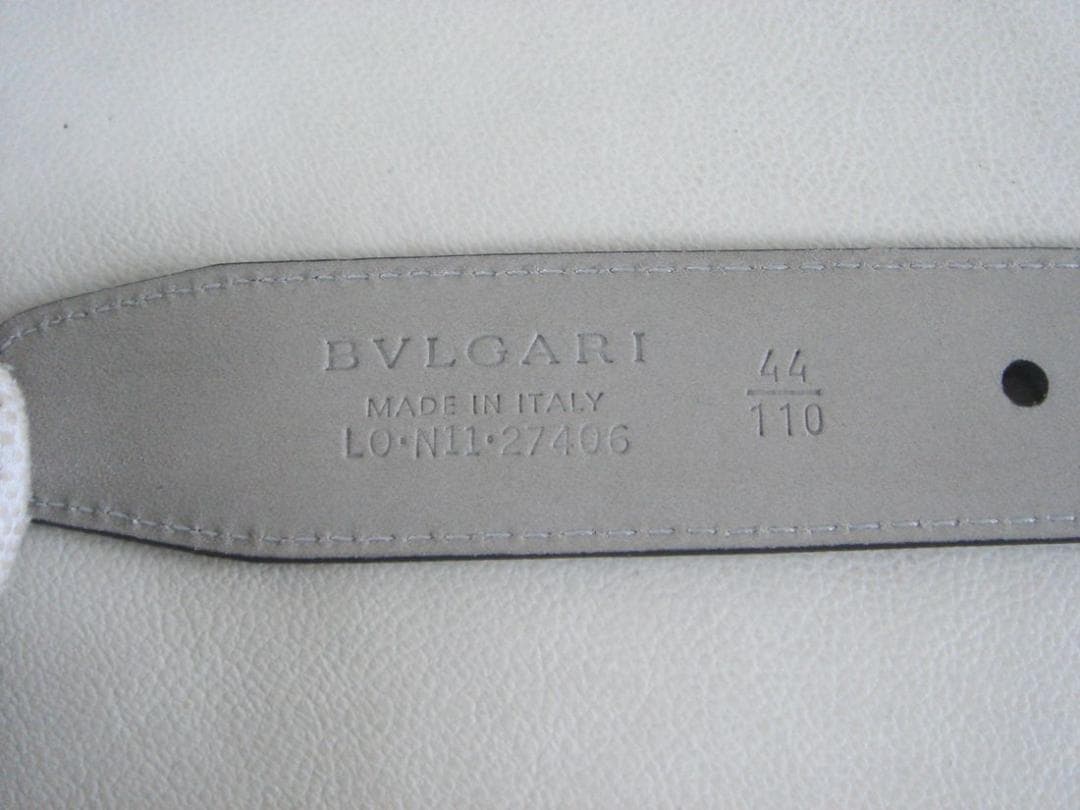 BVLGARI
MADE IN ITALY
LO·N11·27406
44
110